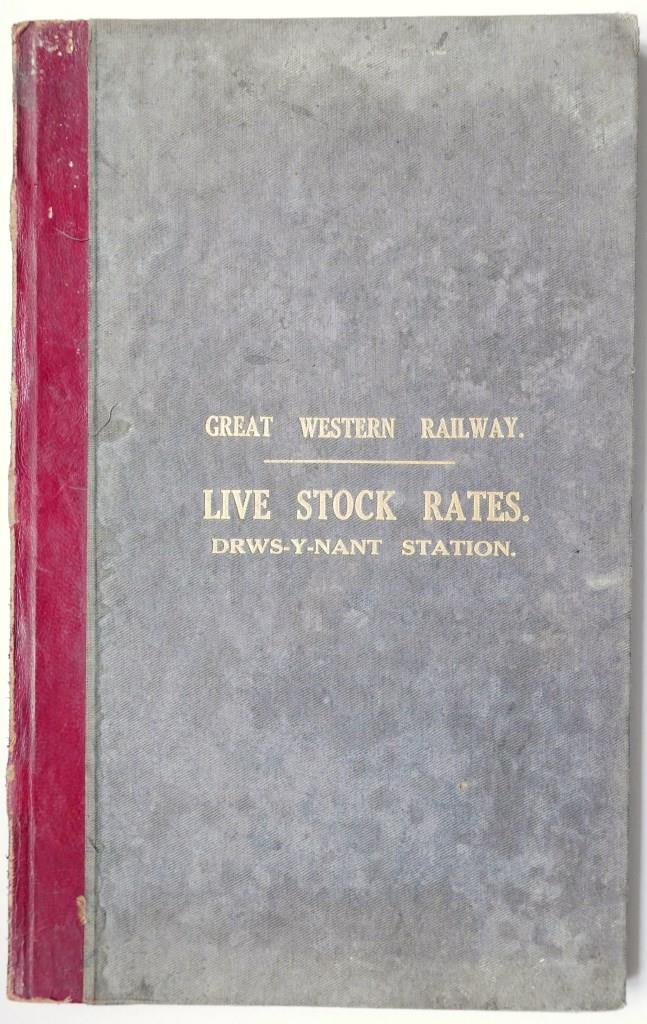 GREAT WESTERN RAILWAY.
LIVE STOCK RATES.
DRWS-Y-NANT STATION.